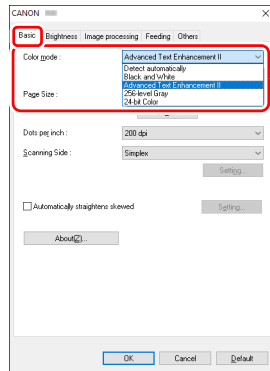 CANON
Basic Brightness Image processing Feeding Others
Color mode : Advanced Text Enhancement II
Detect automatically
Black and White
Advanced Text Enhancement II
256-level Gray
24-bit Color
Page Size :
Dots per inch : 200 dpi
Scanning Side : Simplex
Setting...
Automatically straightens skewed Setting...
About(Z)...
OK Cancel Default